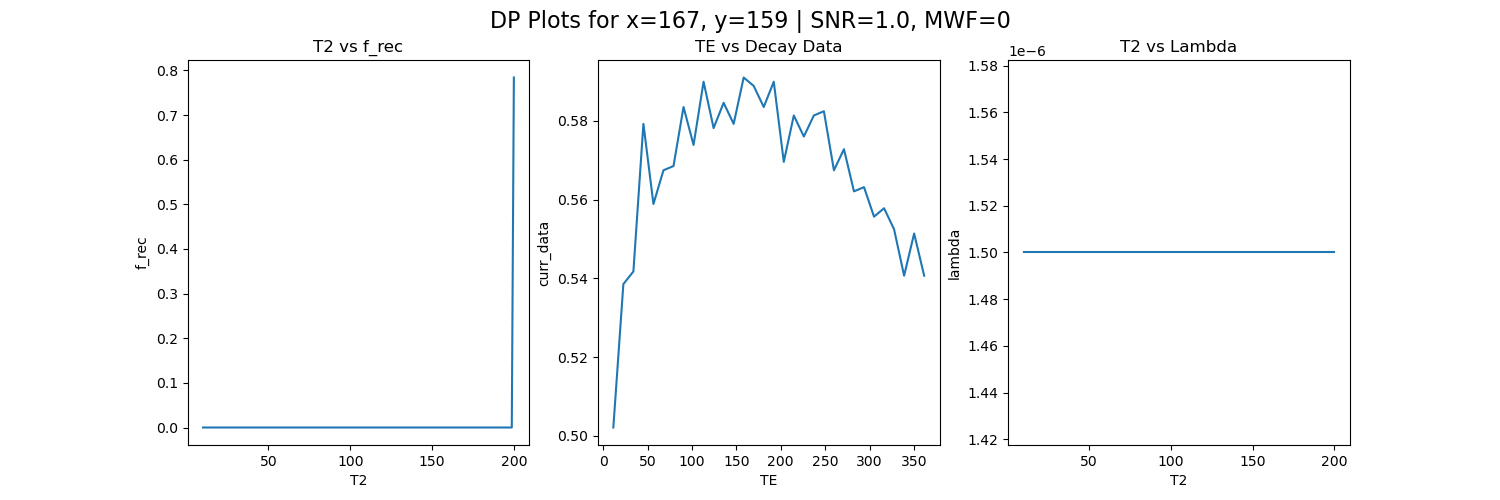 DP Plots for x=167, y=159 | SNR=1.0, MWF=0
T2 vs f_rec
0.8
0.7
0.6
0.5
0.4
0.3
0.2
0.1
0.0
f_rec
50 100 150 200
T2
TE vs Decay Data
0.58
0.56
0.54
0.52
0.50
curr_data
0 50 100 150 200 250 300 350
TE
T2 vs Lambda
1e−6
1.58
1.56
1.54
1.52
1.50
1.48
1.46
1.44
1.42
lambda
50 100 150 200
T2